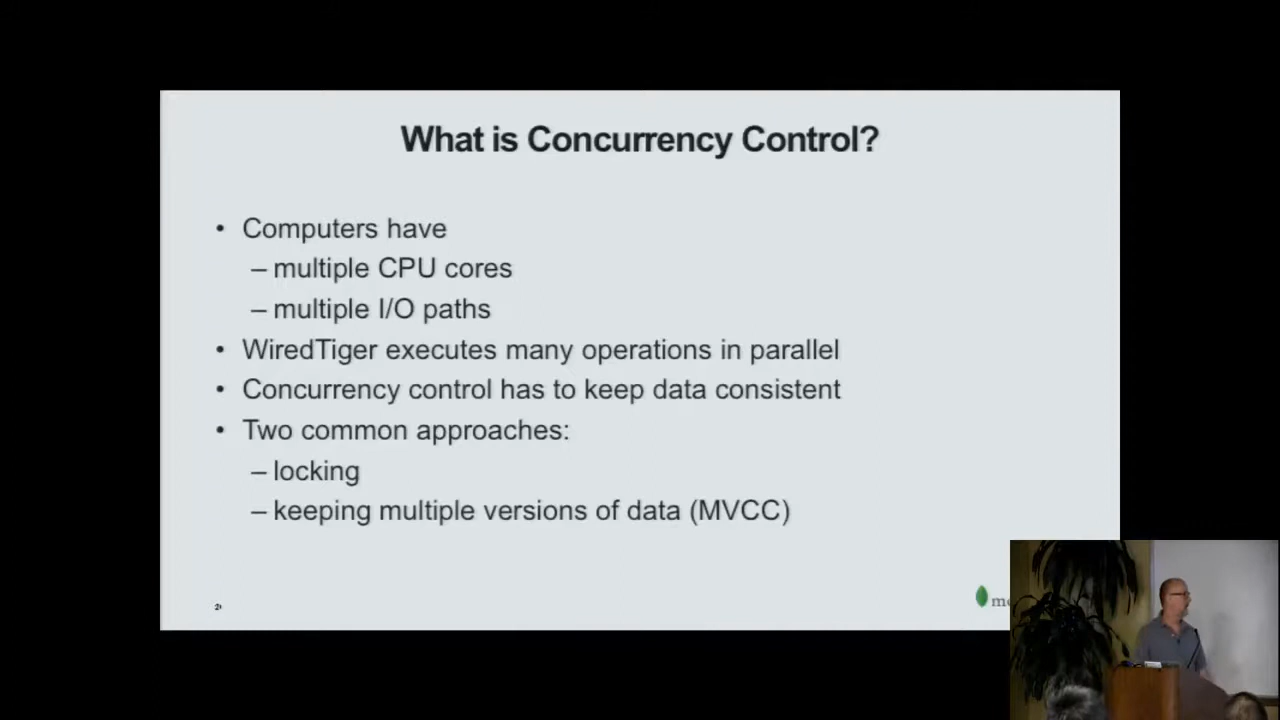 What is Concurrency Control?
• Computers have
– multiple CPU cores
– multiple I/O paths
• WiredTiger executes many operations in parallel
• Concurrency control has to keep data consistent
• Two common approaches:
– locking
– keeping multiple versions of data (MVCC)